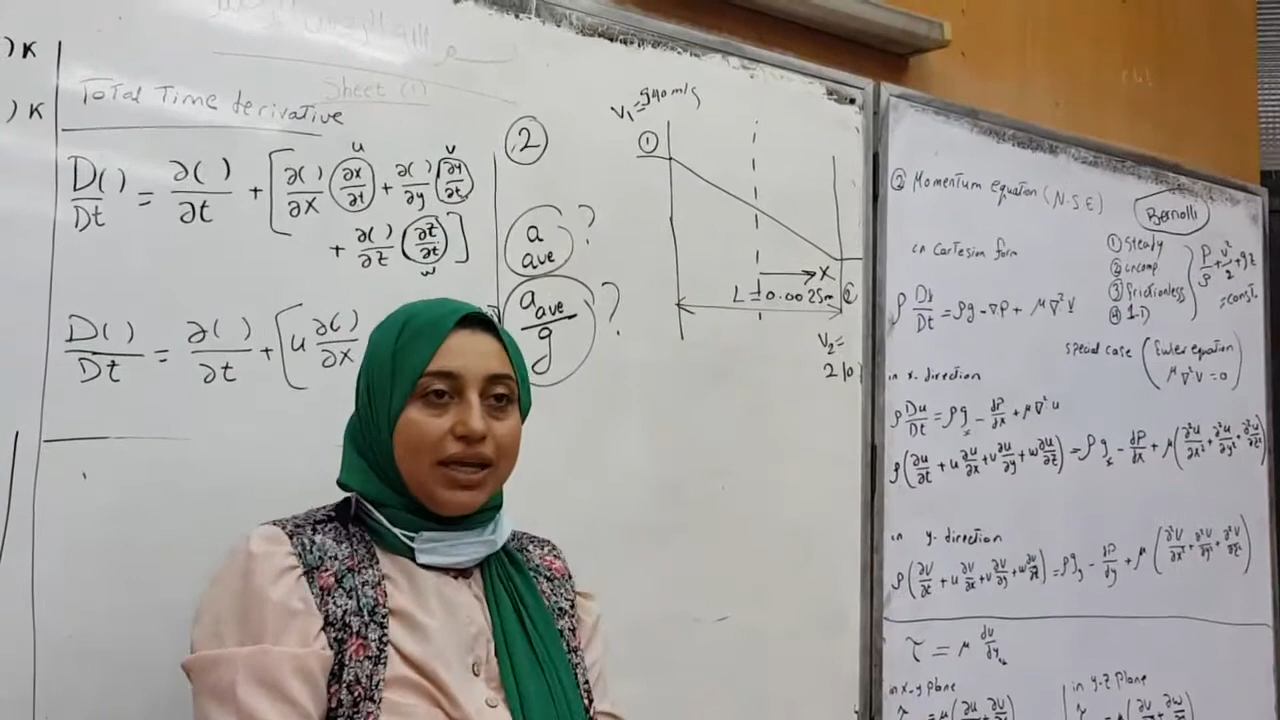 ) K
) K
Total Time derivative
Sheet (1)
D( )/Dt = ∂( )/∂t + [∂( )/∂x (∂x/∂t) u + ∂( )/∂y (∂y/∂t) v
+ ∂( )/∂z (∂z/∂t) w]
D( )/Dt = ∂( )/∂t + [u ∂( )/∂x
2
a ave ?
a ave/g ?
V₁ = 940 m/s
①
x
L = 0.0025m
②
V₂ =
② Momentum equation (N.S.E)
in Cartesion form
ρ DV/Dt = ρg - ∇P + μ∇²V
Bernolli
① steady
② incomp
③ frictionless
④ 1-D
P/ρ + V²/2 + gz
= const.
special case (Euler equation
μ∇²V = 0)
in x. direction
ρ Du/Dt = ρgₓ - dP/dx + μ∇²u
ρ(∂u/∂t + u ∂u/∂x + v ∂u/∂y + w ∂u/∂z) = ρgₓ - dP/dx + μ(∂²u/∂x² + ∂²u/∂y² + ∂²u/∂z²)
in y. direction
ρ(∂V/∂t + u ∂V/∂x + v ∂V/∂y + w ∂V/∂z) = ρg_y - dP/dy + μ(∂²V/∂x² + ∂²V/∂y² + ∂²V/∂z²)
τ = μ du/dy
in x-y plane
in y-z plane